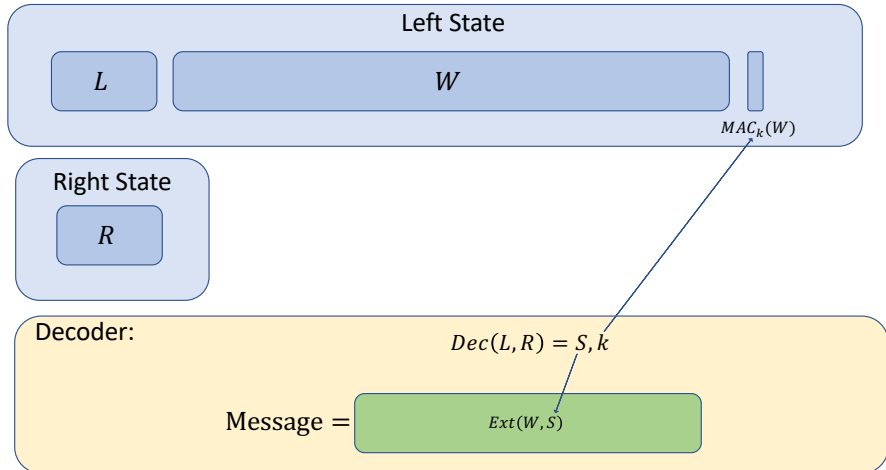 Left State
L
W
MAC_k(W)
Right State
R
Decoder:
Dec(L, R) = S, k
Message = Ext(W, S)